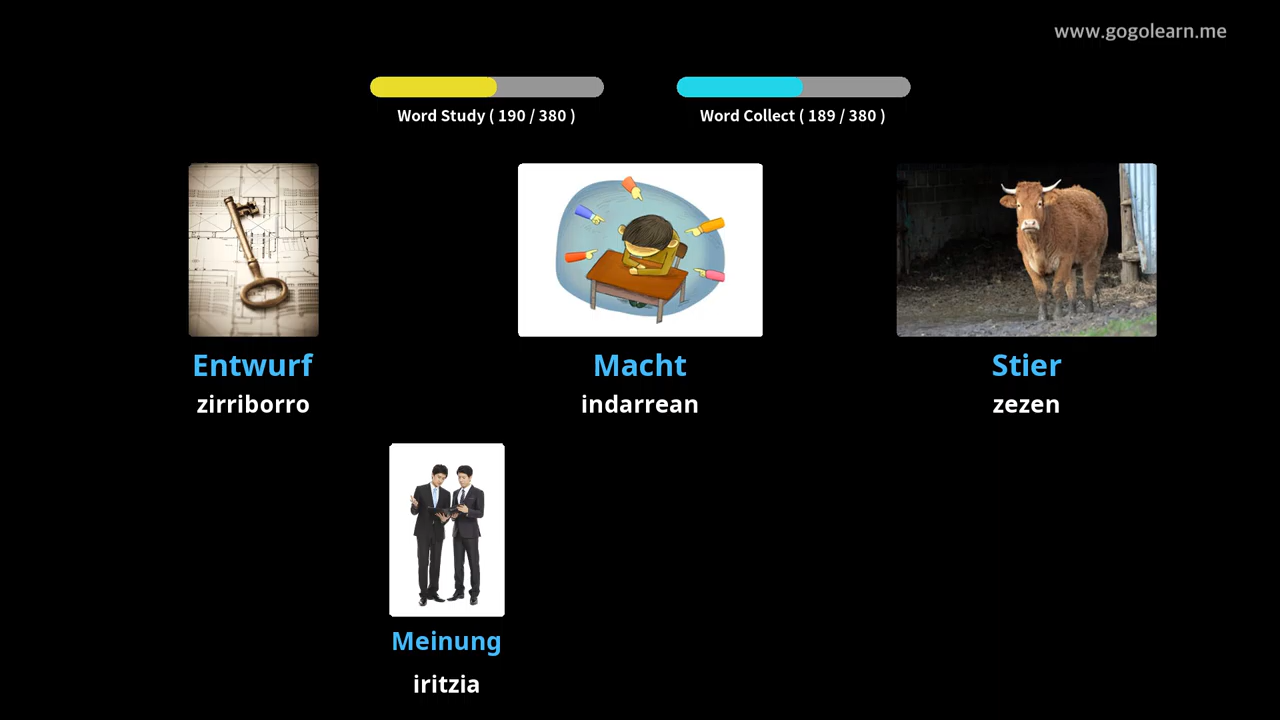 www.gogolearn.me
Word Study ( 190 / 380 )
Word Collect ( 189 / 380 )
Entwurf
zirriborro
Macht
indarrean
Stier
zezen
Meinung
iritzia